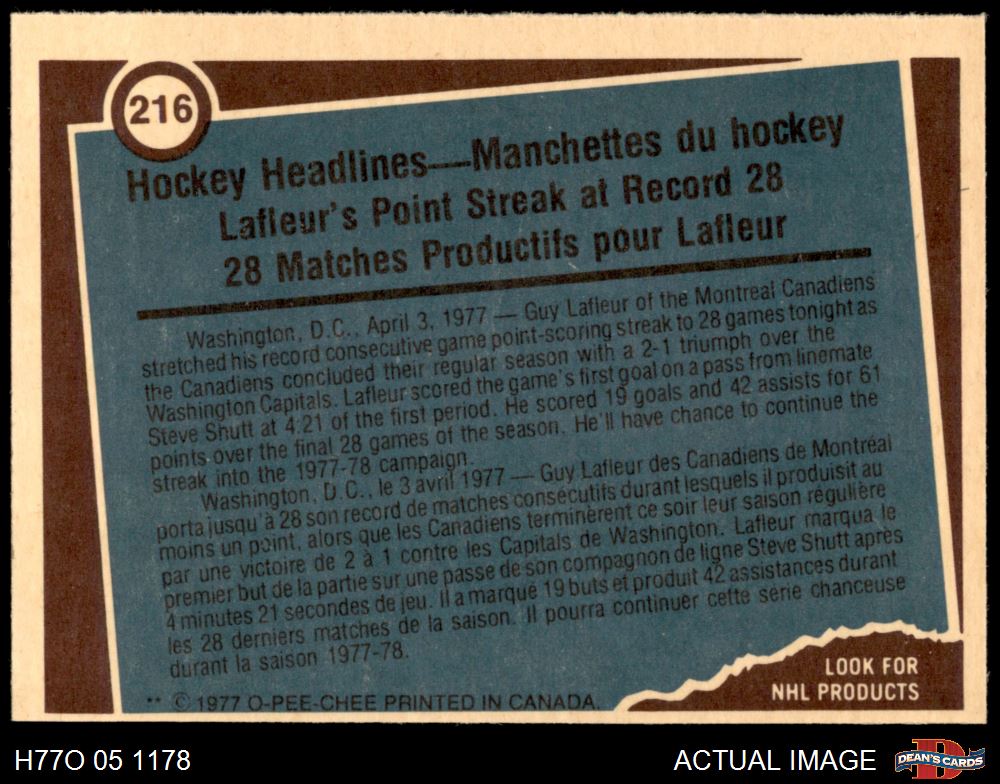 216
Hockey Headlines—Manchettes du hockey
Lafleur's Point Streak at Record 28
28 Matches Productifs pour Lafleur
Washington, D.C., April 3, 1977 — Guy Lafleur of the Montreal Canadiens
stretched his record consecutive game point-scoring streak to 28 games tonight as
the Canadiens concluded their regular season with a 2-1 triumph over the
Washington Capitals. Lafleur scored the game's first goal on a pass from linemate
Steve Shutt at 4:21 of the first period. He scored 19 goals and 42 assists for 61
points over the final 28 games of the season. He'll have chance to continue the
streak into the 1977-78 campaign.
Washington, D.C., le 3 avril 1977 — Guy Lafleur des Canadiens de Montréal
porta jusqu'à 28 son record de matches consecutifs durant lesquels il produisit au
moins un point, alors que les Canadiens terminèrent ce soir leur saison régulière
par une victoire de 2 à 1 contre les Capitals de Washington. Lafleur marqua le
premier but de la partie sur une passe de son compagnon de ligne Steve Shutt après
4 minutes 21 secondes de jeu. Il a marqué 19 buts et produit 42 assistances durant
les 28 derniers matches de la saison. Il pourra continuer cette série chanceuse
durant la saison 1977-78.
** © 1977 O-PEE-CHEE PRINTED IN CANADA.
LOOK FOR
NHL PRODUCTS
H77O 05 1178
ACTUAL IMAGE
DEAN'S CARDS